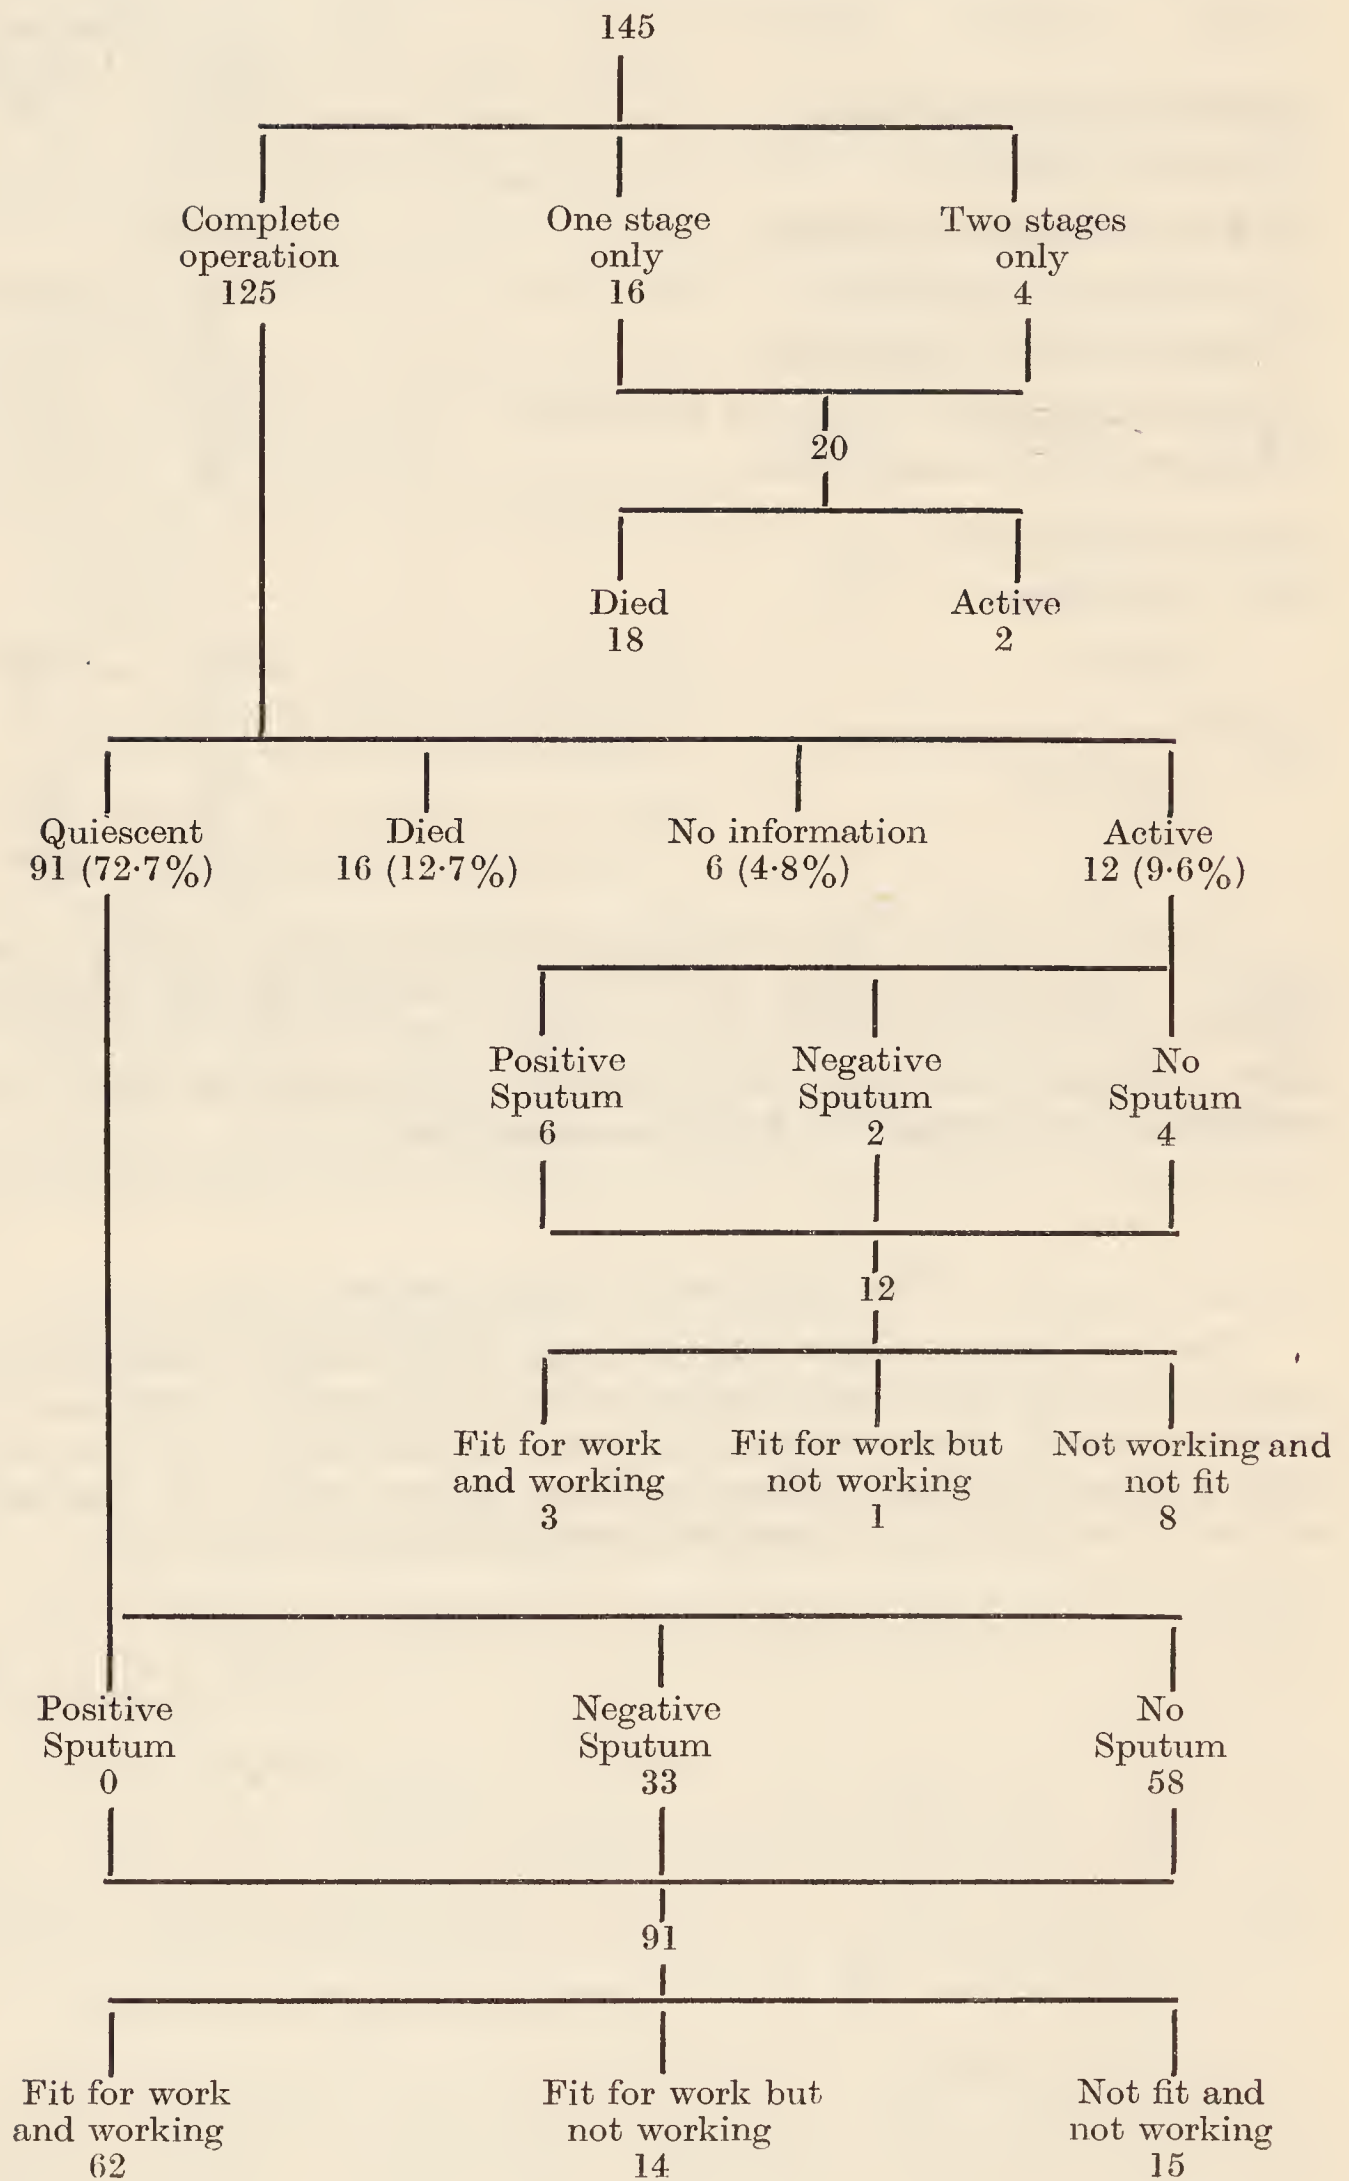 145
Complete
operation
125
One stage
only
16
Two stages
only
4
20
Died
18
Active
2
Quiescent
91 (72·7%)
Died
16 (12·7%)
No information
6 (4·8%)
Active
12 (9·6%)
Positive
Sputum
6
Negative
Sputum
2
No
Sputum
4
12
Fit for work
and working
3
Fit for work but
not working
1
Not working and
not fit
8
Positive
Sputum
0
Negative
Sputum
33
No
Sputum
58
91
Fit for work
and working
62
Fit for work but
not working
14
Not fit and
not working
15